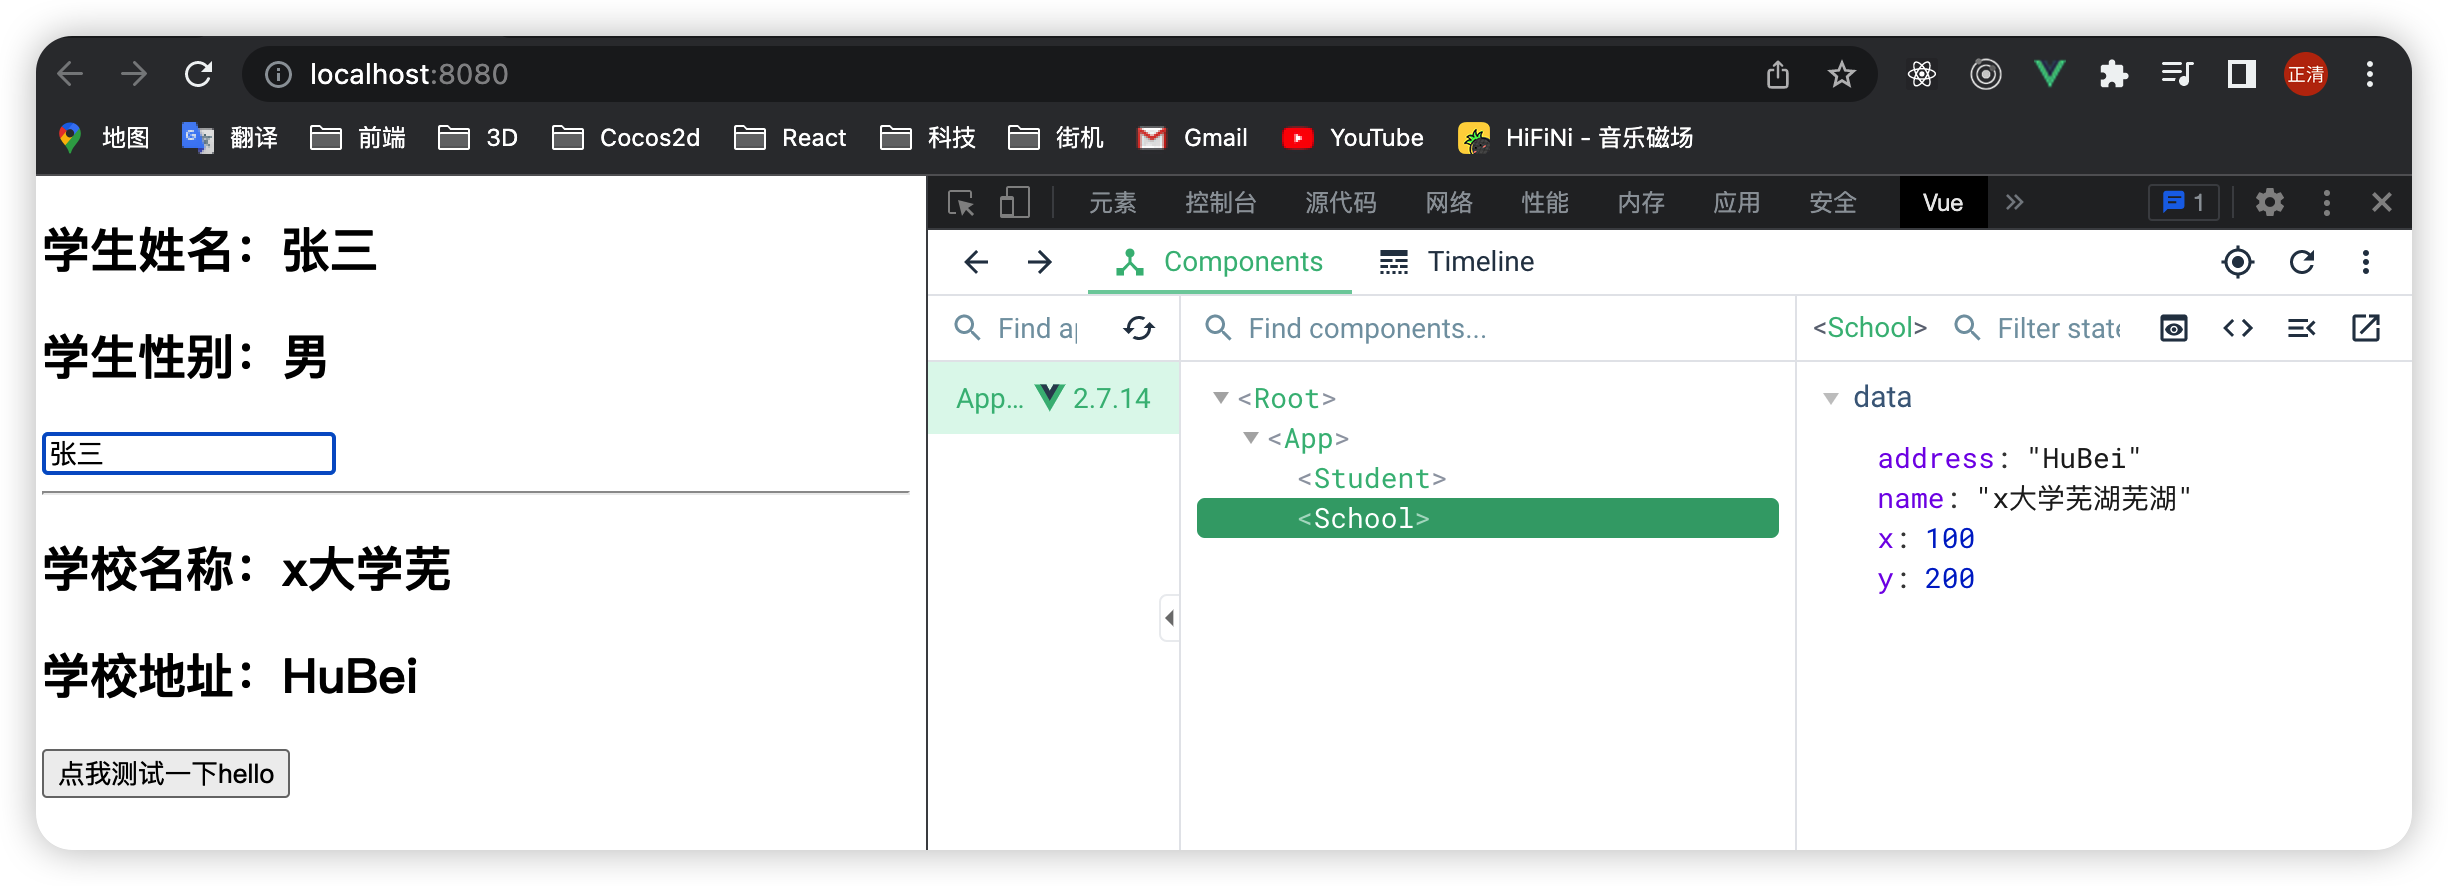 localhost:8080
正清
地图 翻译 前端 3D Cocos2d React 科技 街机 Gmail YouTube HiFiNi - 音乐磁场
元素 控制台 源代码 网络 性能 内存 应用 安全 Vue 1
Components Timeline
Find ap Find components... <School> Filter state
App... 2.7.14
<Root>
<App>
<Student>
<School>
data
address: "HuBei"
name: "x大学芜湖芜湖"
x: 100
y: 200
学生姓名：张三
学生性别：男
张三
学校名称：x大学芜
学校地址：HuBei
点我测试一下hello